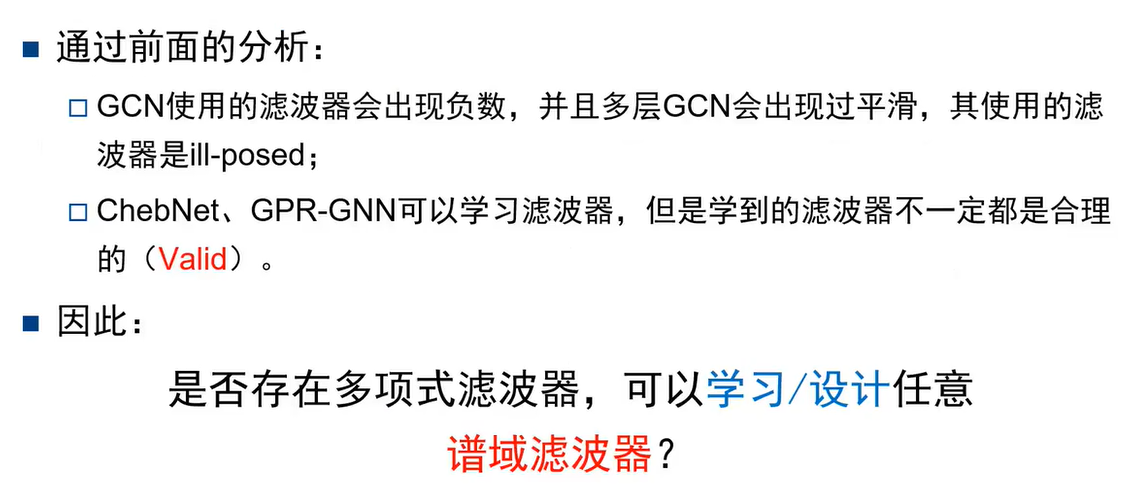 通过前面的分析：
GCN使用的滤波器会出现负数，并且多层GCN会出现过平滑，其使用的滤
波器是ill-posed；
ChebNet、GPR-GNN可以学习滤波器，但是学到的滤波器不一定都是合理
的（Valid）。
因此：
是否存在多项式滤波器，可以学习/设计任意
谱域滤波器？